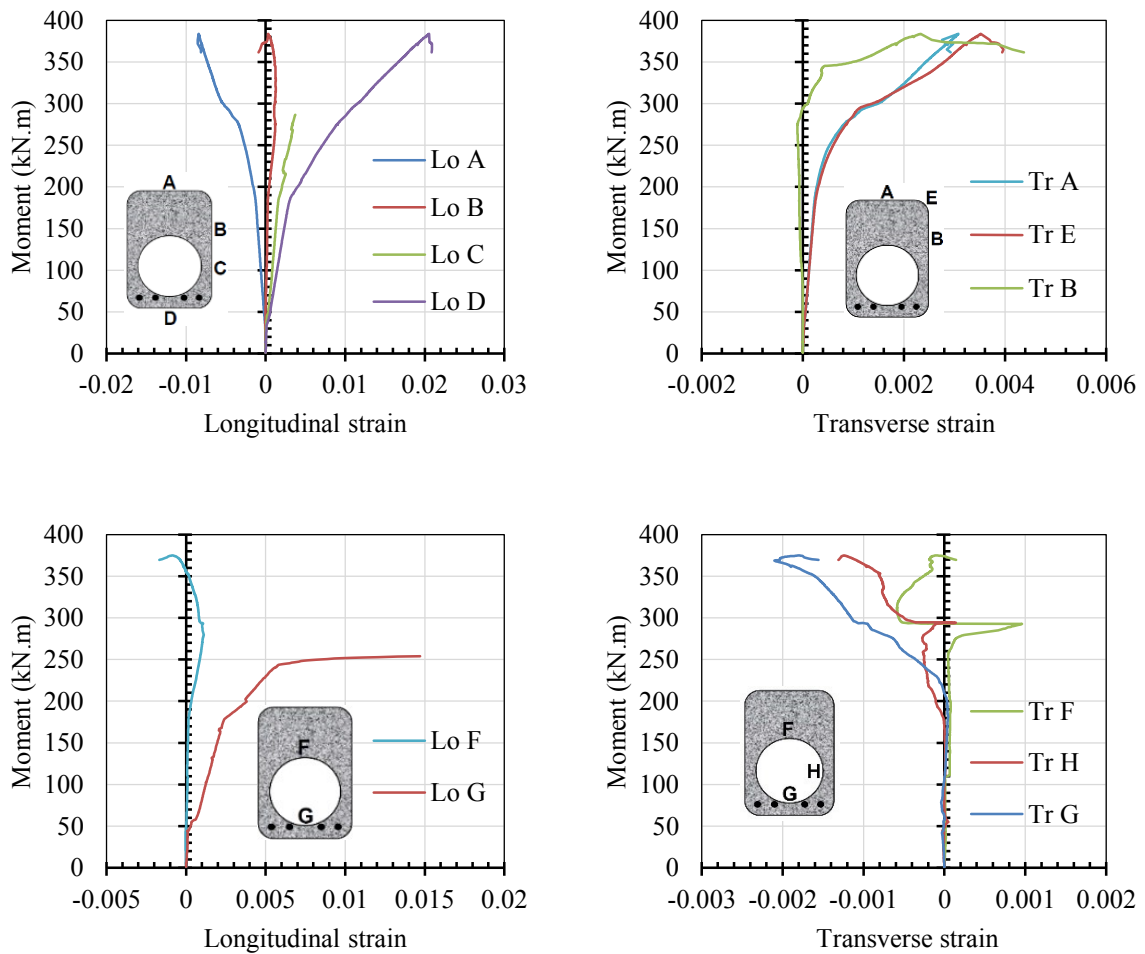 Moment (kN.m)
400
350
300
250
200
150
100
50
0
-0.02 -0.01 0 0.01 0.02 0.03
Longitudinal strain
Lo A
Lo B
Lo C
Lo D
A
B
C
D
Moment (kN.m)
400
350
300
250
200
150
100
50
0
-0.002 0 0.002 0.004 0.006
Transverse strain
Tr A
Tr E
Tr B
A E
B
Moment (kN.m)
400
350
300
250
200
150
100
50
0
-0.005 0 0.005 0.01 0.015 0.02
Longitudinal strain
Lo F
Lo G
F
G
Moment (kN.m)
400
350
300
250
200
150
100
50
0
-0.003 -0.002 -0.001 0 0.001 0.002
Transverse strain
Tr F
Tr H
Tr G
F
H
G